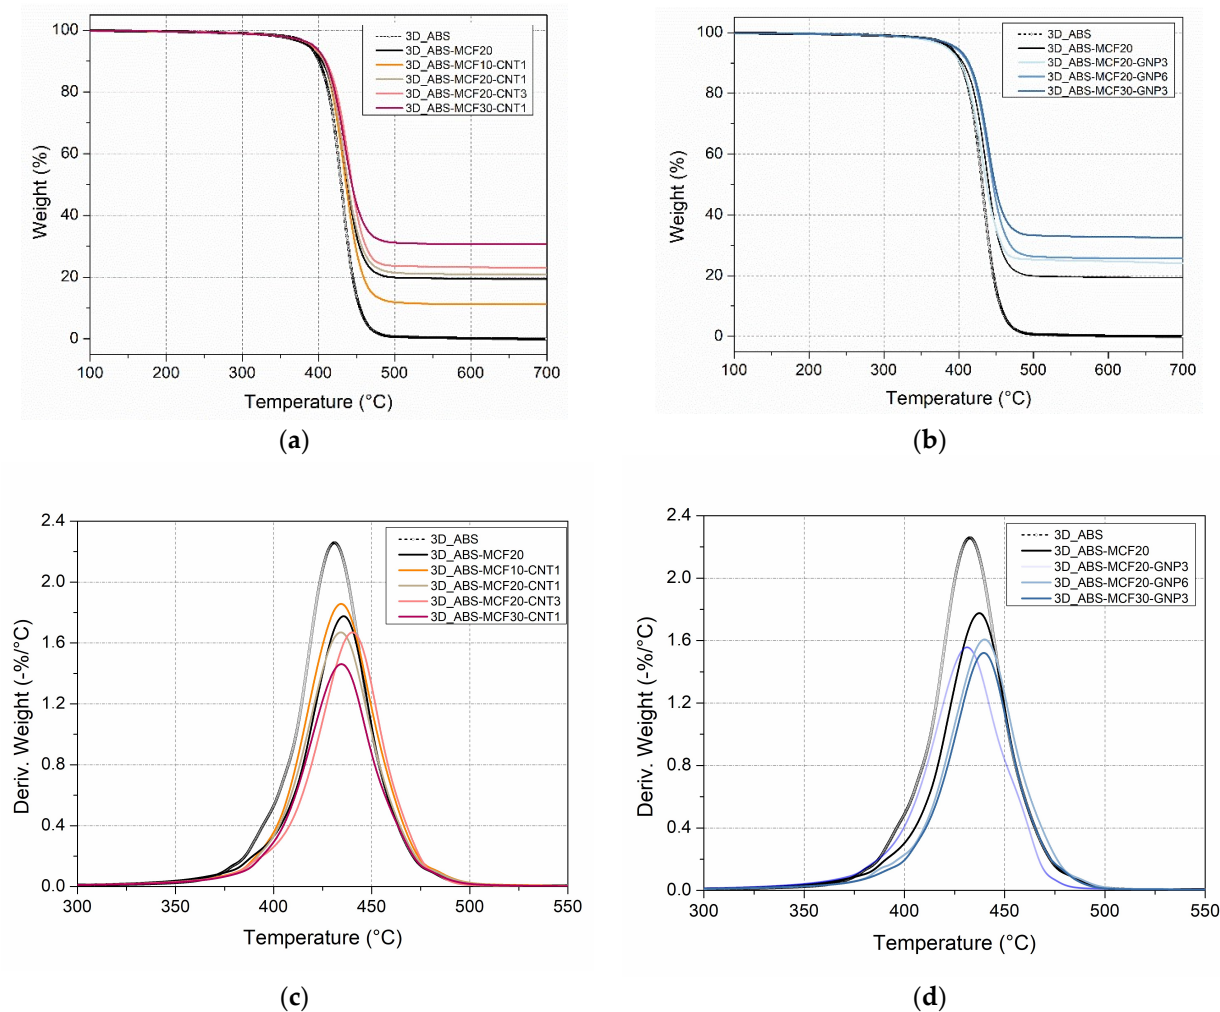 100
80
60
40
20
0
Weight (%)
3D_ABS
3D_ABS-MCF20
3D_ABS-MCF10-CNT1
3D_ABS-MCF20-CNT1
3D_ABS-MCF20-CNT3
3D_ABS-MCF30-CNT1
100 200 300 400 500 600 700
Temperature (°C)
(a)
100
80
60
40
20
0
Weight (%)
3D_ABS
3D_ABS-MCF20
3D_ABS-MCF20-GNP3
3D_ABS-MCF20-GNP6
3D_ABS-MCF30-GNP3
100 200 300 400 500 600 700
Temperature (°C)
(b)
2.4
2.0
1.6
1.2
0.8
0.4
0.0
Deriv. Weight (-%/°C)
3D_ABS
3D_ABS-MCF20
3D_ABS-MCF10-CNT1
3D_ABS-MCF20-CNT1
3D_ABS-MCF20-CNT3
3D_ABS-MCF30-CNT1
300 350 400 450 500 550
Temperature (°C)
(c)
2.4
2.0
1.6
1.2
0.8
0.4
0.0
Deriv. Weight (-%/°C)
3D_ABS
3D_ABS-MCF20
3D_ABS-MCF20-GNP3
3D_ABS-MCF20-GNP6
3D_ABS-MCF30-GNP3
300 350 400 450 500 550
Temperature (°C)
(d)